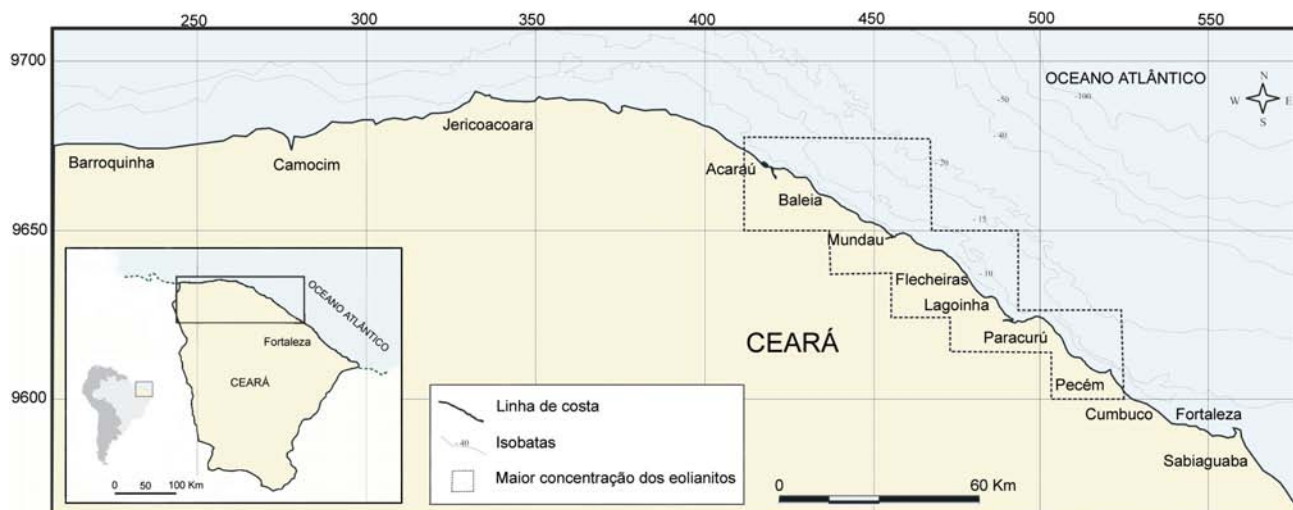 250
300
350
400
450
500
550
9700
9650
9600
OCEANO ATLÂNTICO
N
W
E
S
-50
-100
-40
-20
-15
-10
Jericoacoara
Barroquinha
Camocim
Acaraú
Baleia
Mundau
Flecheiras
Lagoinha
Paracurú
Pecém
Cumbuco
Fortaleza
Sabiaguaba
CEARÁ
OCEANO ATLÂNTICO
Fortaleza
CEARÁ
0 50 100 Km
Linha de costa
-40
Isobatas
Maior concentração dos eolianitos
0 60 Km